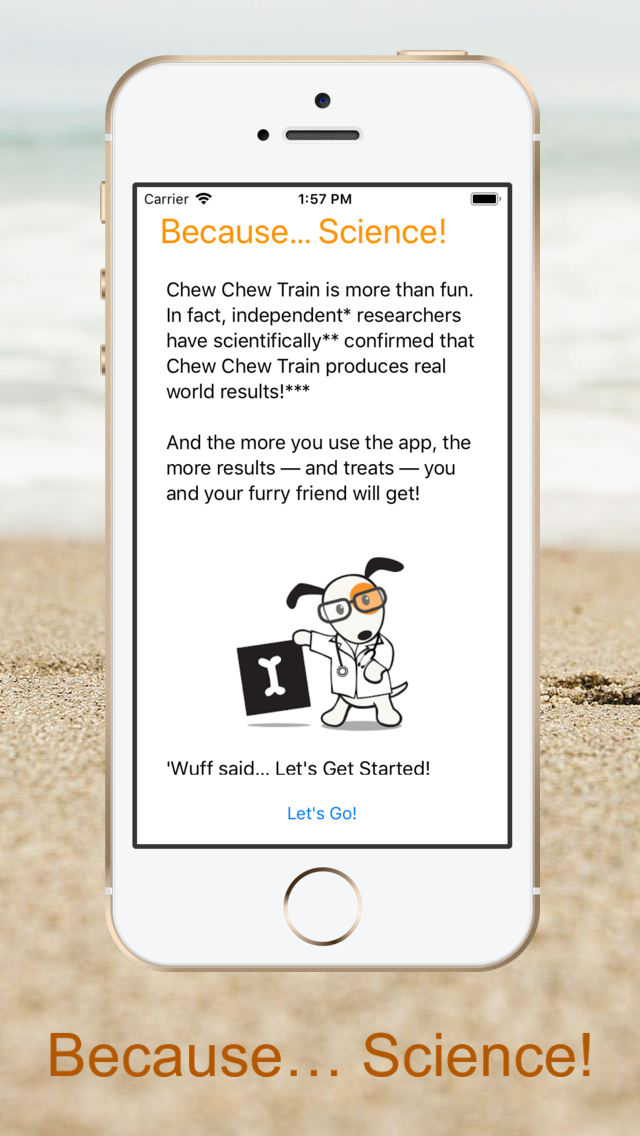 Carrier 1:57 PM
Because... Science!
Chew Chew Train is more than fun.
In fact, independent* researchers
have scientifically** confirmed that
Chew Chew Train produces real
world results!***
And the more you use the app, the
more results — and treats — you
and your furry friend will get!
'Wuff said... Let's Get Started!
Let's Go!
Because… Science!